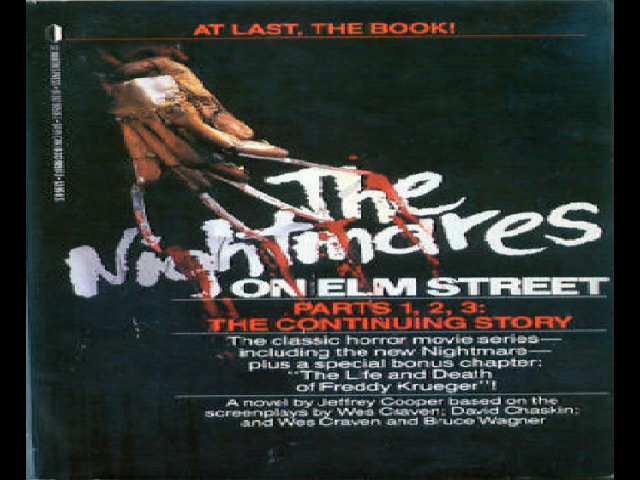 AT LAST, THE BOOK!
The
Nightmares
ON ELM STREET
PARTS 1, 2, 3:
THE CONTINUING STORY
The classic horror movie series—
including the new Nightmare—
plus a special bonus chapter:
"The Life and Death
of Freddy Krueger"!
A novel by Jeffrey Cooper based on the
screenplays by Wes Craven; David Chaskin;
and Wes Craven and Bruce Wagner